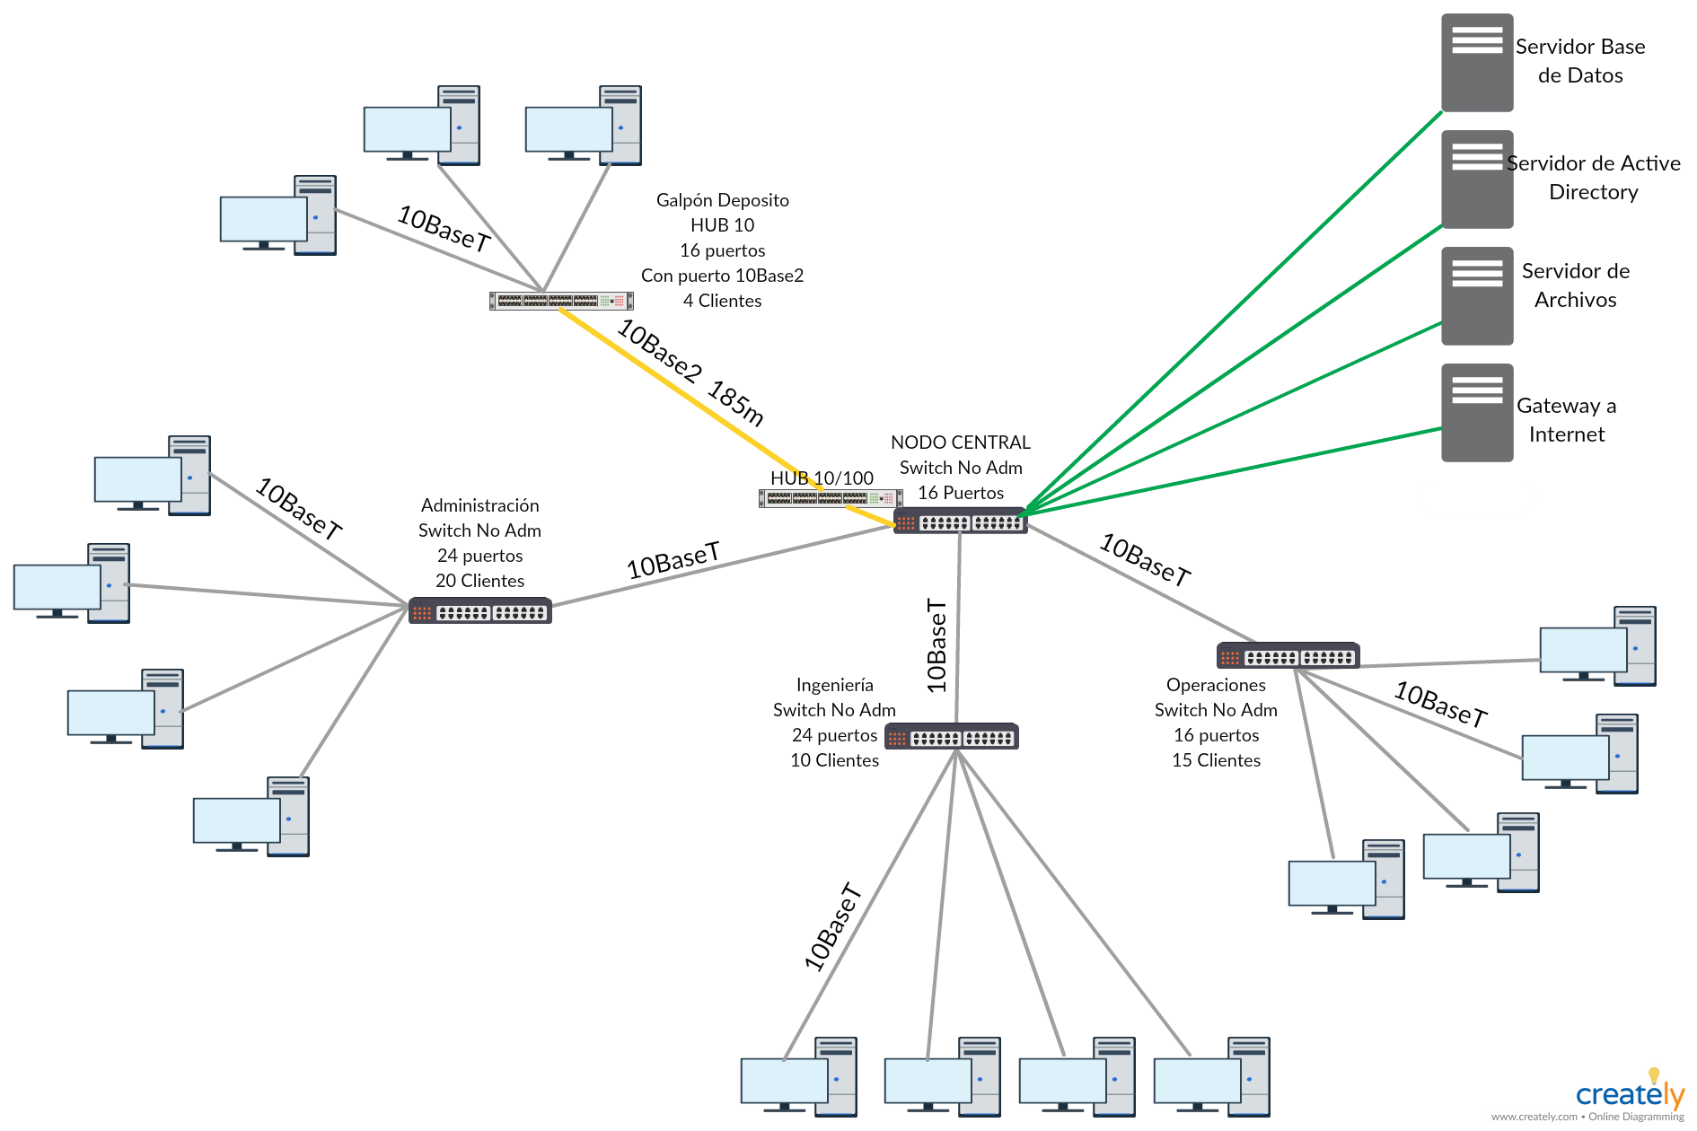 Servidor Base
de Datos
Servidor de Active
Directory
Servidor de
Archivos
Gateway a
Internet
Galpón Deposito
HUB 10
16 puertos
Con puerto 10Base2
4 Clientes
10BaseT
10Base2 185m
NODO CENTRAL
Switch No Adm
16 Puertos
HUB 10/100
10BaseT
Administración
Switch No Adm
24 puertos
20 Clientes
10BaseT
10BaseT
10BaseT
Ingeniería
Switch No Adm
24 puertos
10 Clientes
Operaciones
Switch No Adm
16 puertos
15 Clientes
10BaseT
10BaseT
creately
www.creately.com • Online Diagramming